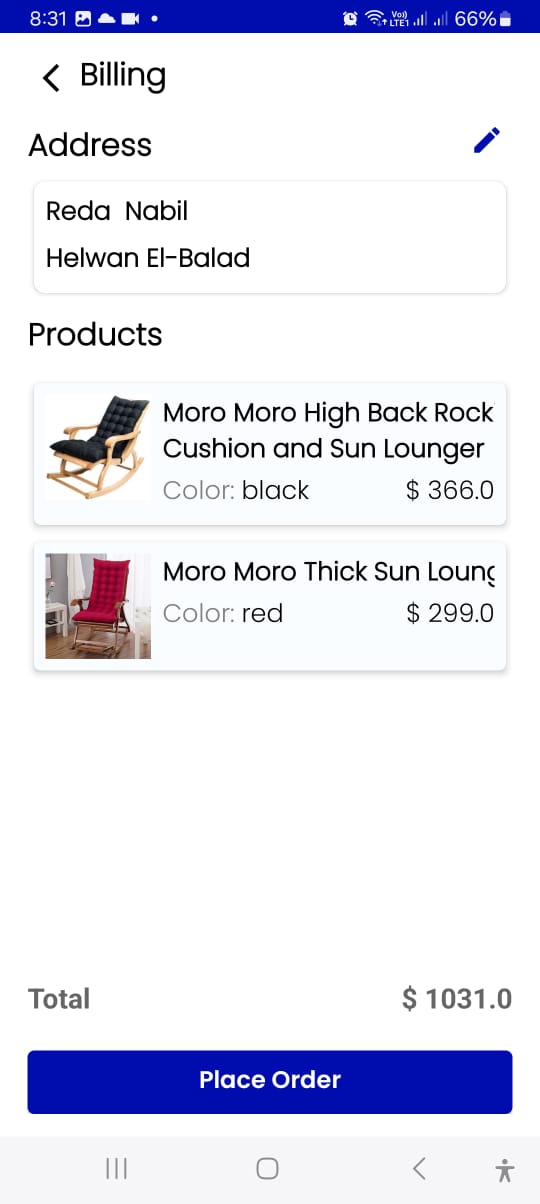 8:31 66%
Billing
Address
Reda Nabil
Helwan El-Balad
Products
Moro Moro High Back Rock
Cushion and Sun Lounger
Color: black $ 366.0
Moro Moro Thick Sun Loung
Color: red $ 299.0
Total $ 1031.0
Place Order